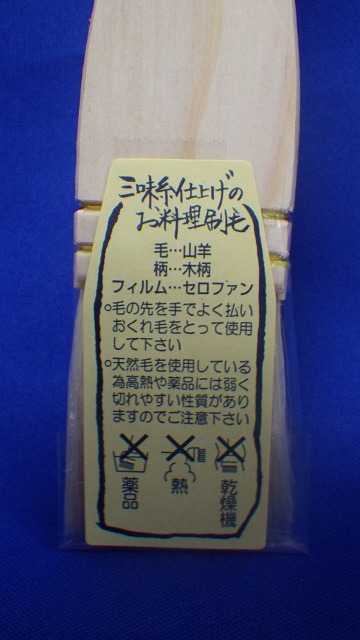 三味糸仕上げの
お料理刷毛
毛…山羊
柄…木柄
フィルム…セロファン
○毛の先を手でよく払い
おくれ毛をとって使用
して下さい
○天然毛を使用している
為高熱や薬品には弱く
切れやすい性質があり
ますのでご注意下さい
薬品
熱
乾燥機